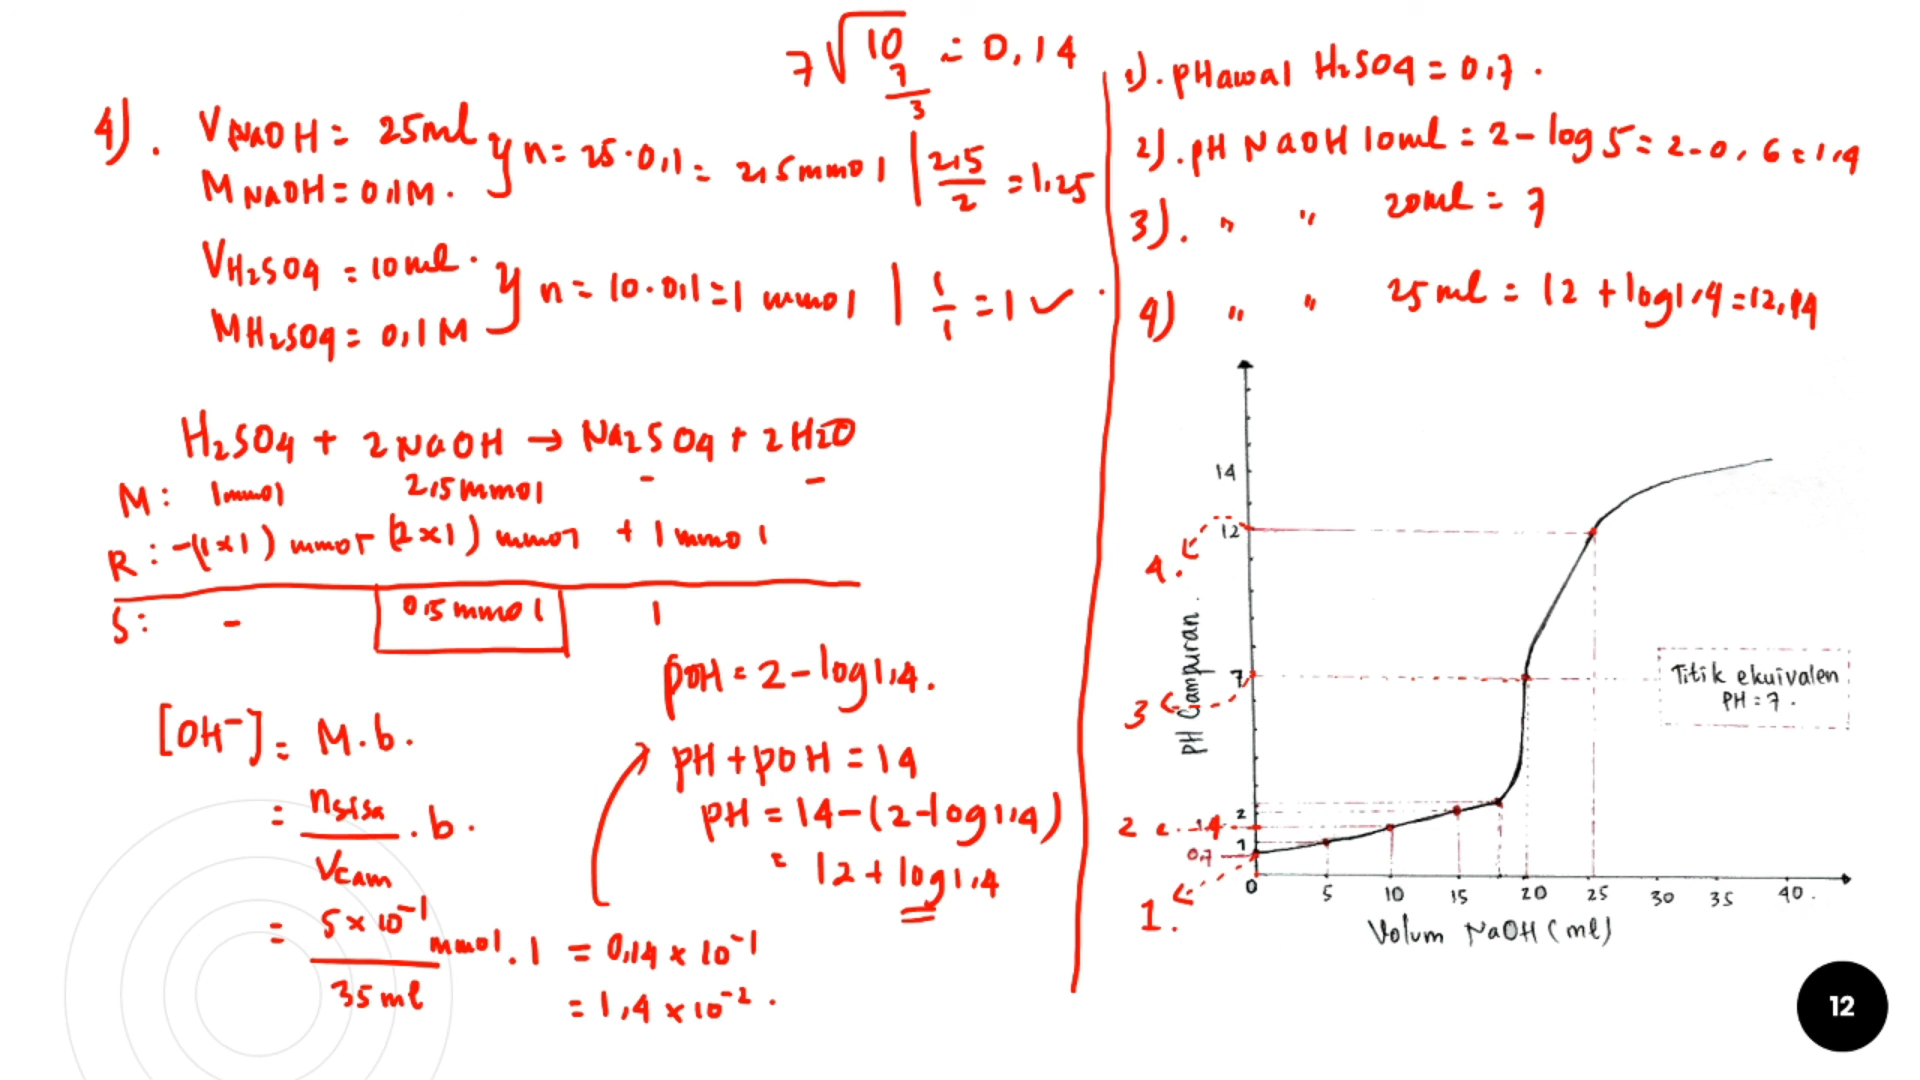 7√10 = 0,14
7
3
4). V NaOH = 25ml
M NaOH = 0,1M.
n = 25.0,1 = 2,5 mmol | 2,5/2 = 1,25
V H2SO4 = 10ml.
M H2SO4 = 0,1M
n = 10.0,1 = 1 mmol | 1/1 = 1 ✓
H2SO4 + 2NaOH → Na2SO4 + 2H2O
M: 1mmol 2,5mmol - -
R: -(1x1) mmol (2x1) mmol + 1 mmol
S: - 0,5 mmol 1
[OH-] = M.b.
= nsisa/Vcam . b.
= 5 x 10^-1 mmol/35 ml . 1 = 0,14 x 10^-1
= 1,4 x 10^-2.
pOH = 2 - log 1,4.
pH + pOH = 14
pH = 14 - (2 - log 1,4)
= 12 + log 1,4
1). pH awal H2SO4 = 0,7.
2). pH NaOH 10ml = 2 - log 5 = 2 - 0,6 = 1,4
3). " " 20ml = 7
4) " " 25ml = 12 + log 1,4 = 12,14
14
12
4.
7
3
2
2 1.4
1
0,7
1.
pH Campuran.
Titik ekuivalen
PH = 7.
0 5 10 15 20 25 30 35 40.
Volum NaOH (ml)
12